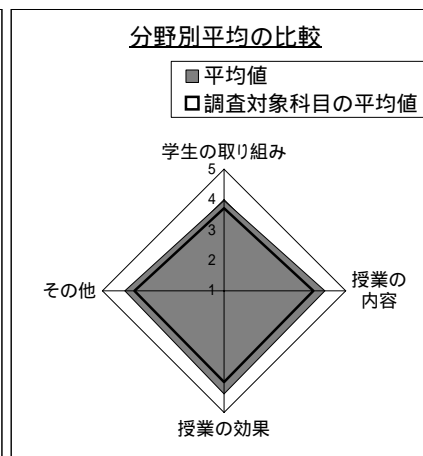 分野別平均の比較
平均値
調査対象科目の平均値
学生の取り組み
5
4
3
2
1
その他
授業の
内容
授業の効果